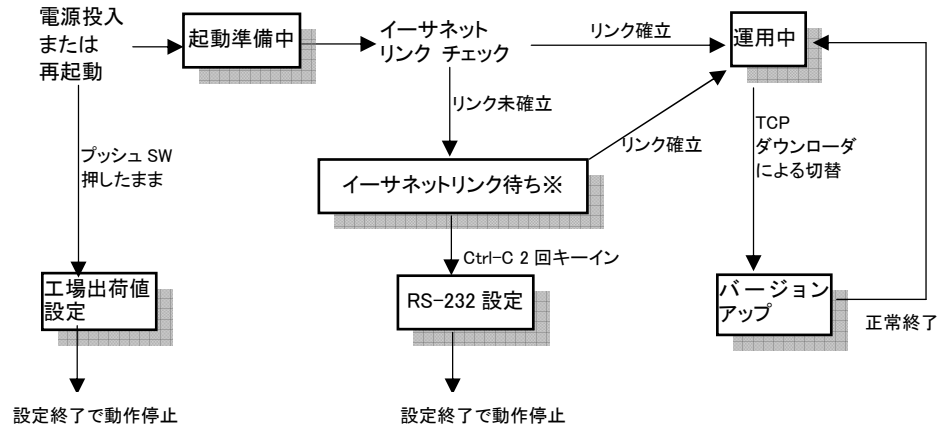 電源投入
または
再起動
起動準備中
イーサネット
リンク チェック
リンク確立
運用中
リンク未確立
リンク確立
TCP
ダウンローダ
による切替
プッシュ SW
押したまま
イーサネットリンク待ち※
Ctrl-C 2 回キーイン
工場出荷値
設定
RS-232 設定
バージョン
アップ
正常終了
設定終了で動作停止
設定終了で動作停止